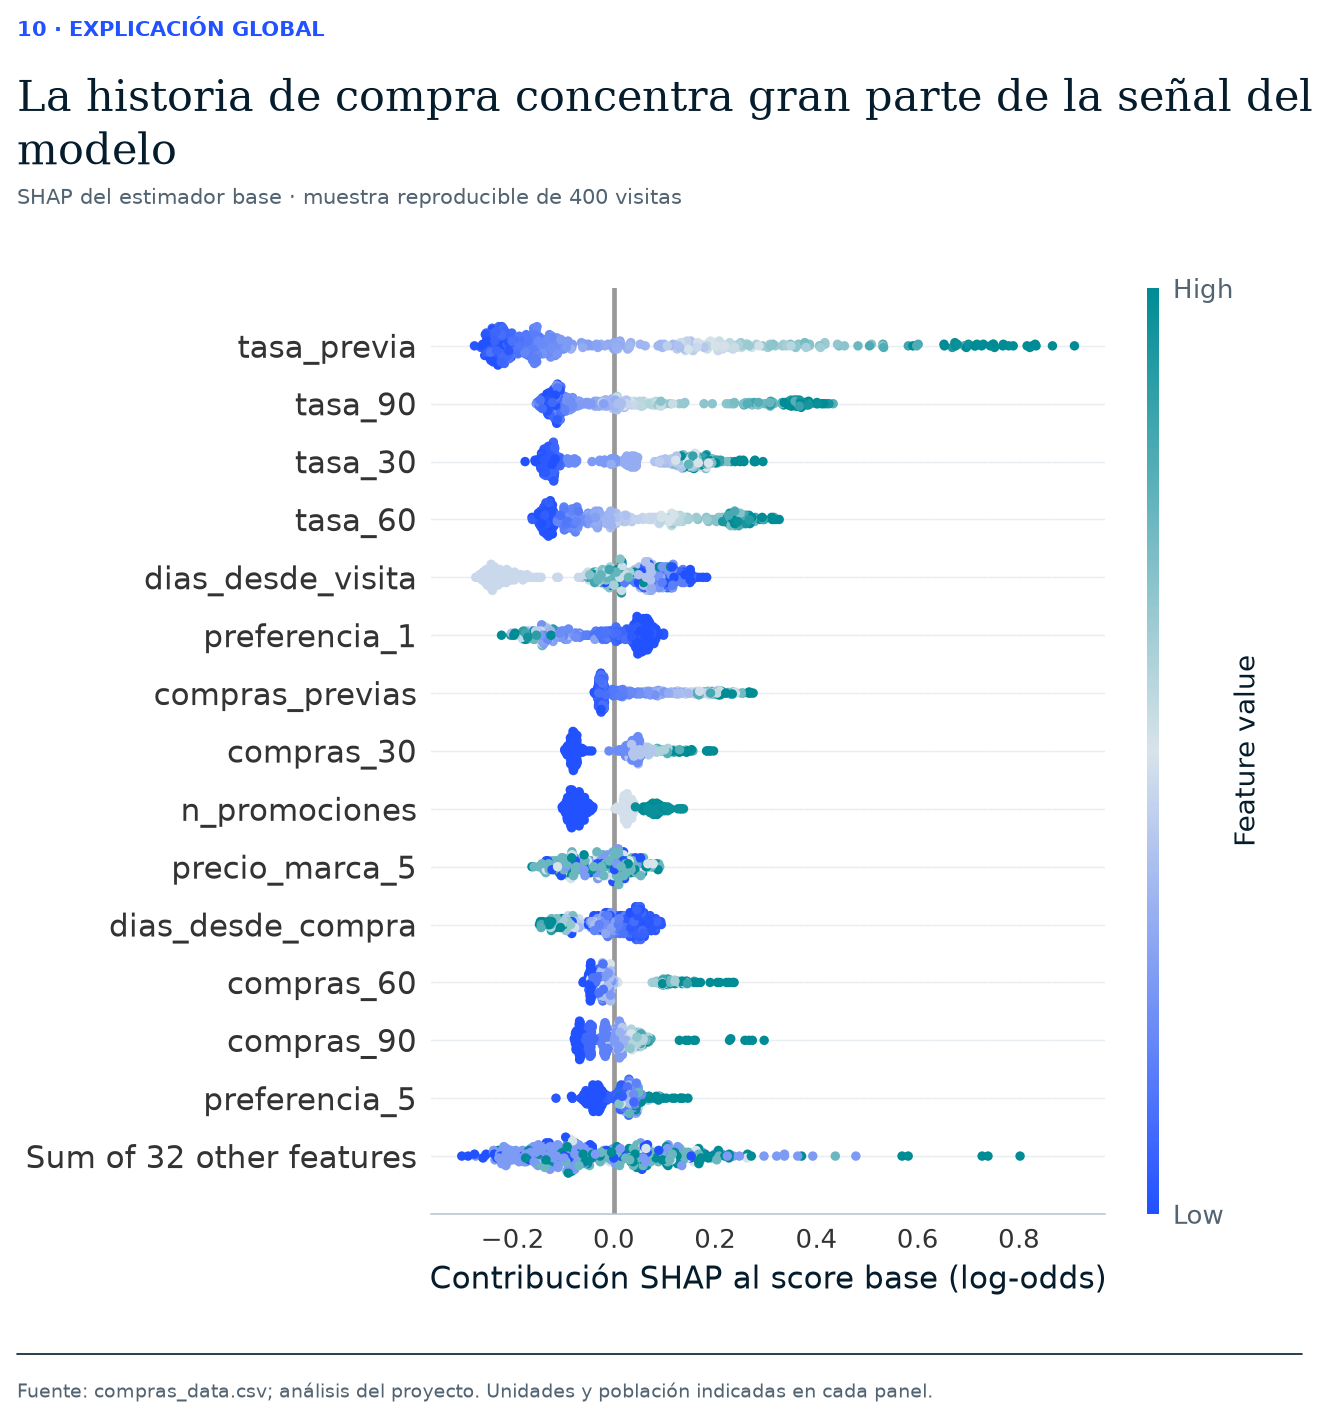 10 · EXPLICACIÓN GLOBAL
La historia de compra concentra gran parte de la señal del
modelo
SHAP del estimador base · muestra reproducible de 400 visitas
High
tasa_previa
tasa_90
tasa_30
tasa_60
dias_desde_visita
preferencia_1
compras_previas
compras_30
n_promociones
precio_marca_5
dias_desde_compra
compras_60
compras_90
preferencia_5
Sum of 32 other features
Feature value
Low
−0.2 0.0 0.2 0.4 0.6 0.8
Contribución SHAP al score base (log-odds)
Fuente: compras_data.csv; análisis del proyecto. Unidades y población indicadas en cada panel.